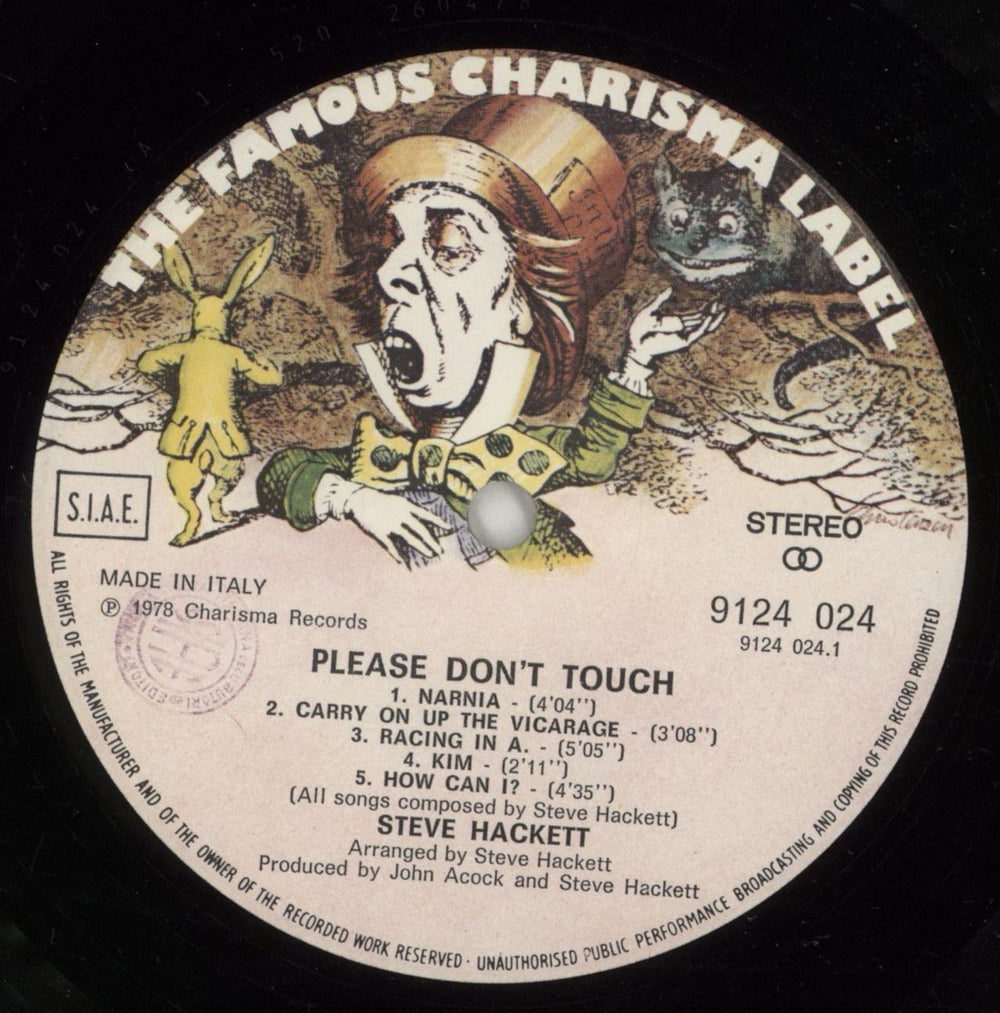 THE FAMOUS CHARISMA LABEL
S.I.A.E.
STEREO
MADE IN ITALY
℗ 1978 Charisma Records
9124 024
9124 024.1
PLEASE DON'T TOUCH
1. NARNIA - (4'04'')
2. CARRY ON UP THE VICARAGE - (3'08'')
3. RACING IN A. - (5'05'')
4. KIM - (2'11'')
5. HOW CAN I? - (4'35'')
(All songs composed by Steve Hackett)
STEVE HACKETT
Arranged by Steve Hackett
Produced by John Acock and Steve Hackett
ALL RIGHTS OF THE MANUFACTURER AND OF THE OWNER OF THE RECORDED WORK RESERVED · UNAUTHORISED PUBLIC PERFORMANCE BROADCASTING AND COPYING OF THIS RECORD PROHIBITED